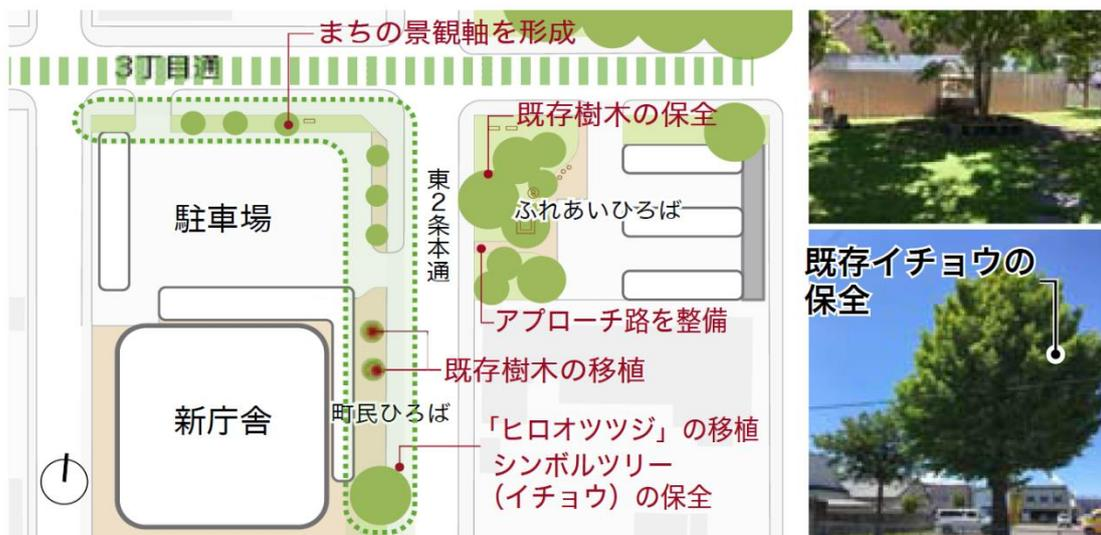 まちの景観軸を形成
3丁目通
既存樹木の保全
駐車場
東2条本通
ふれあいひろば
アプローチ路を整備
既存樹木の移植
新庁舎
町民ひろば
「ヒロオツツジ」の移植
シンボルツリー
（イチョウ）の保全
既存イチョウの
保全